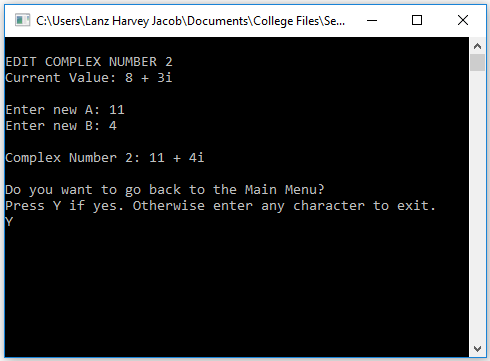 C:\Users\Lanz Harvey Jacob\Documents\College Files\Se...
EDIT COMPLEX NUMBER 2
Current Value: 8 + 3i
Enter new A: 11
Enter new B: 4
Complex Number 2: 11 + 4i
Do you want to go back to the Main Menu?
Press Y if yes. Otherwise enter any character to exit.
Y